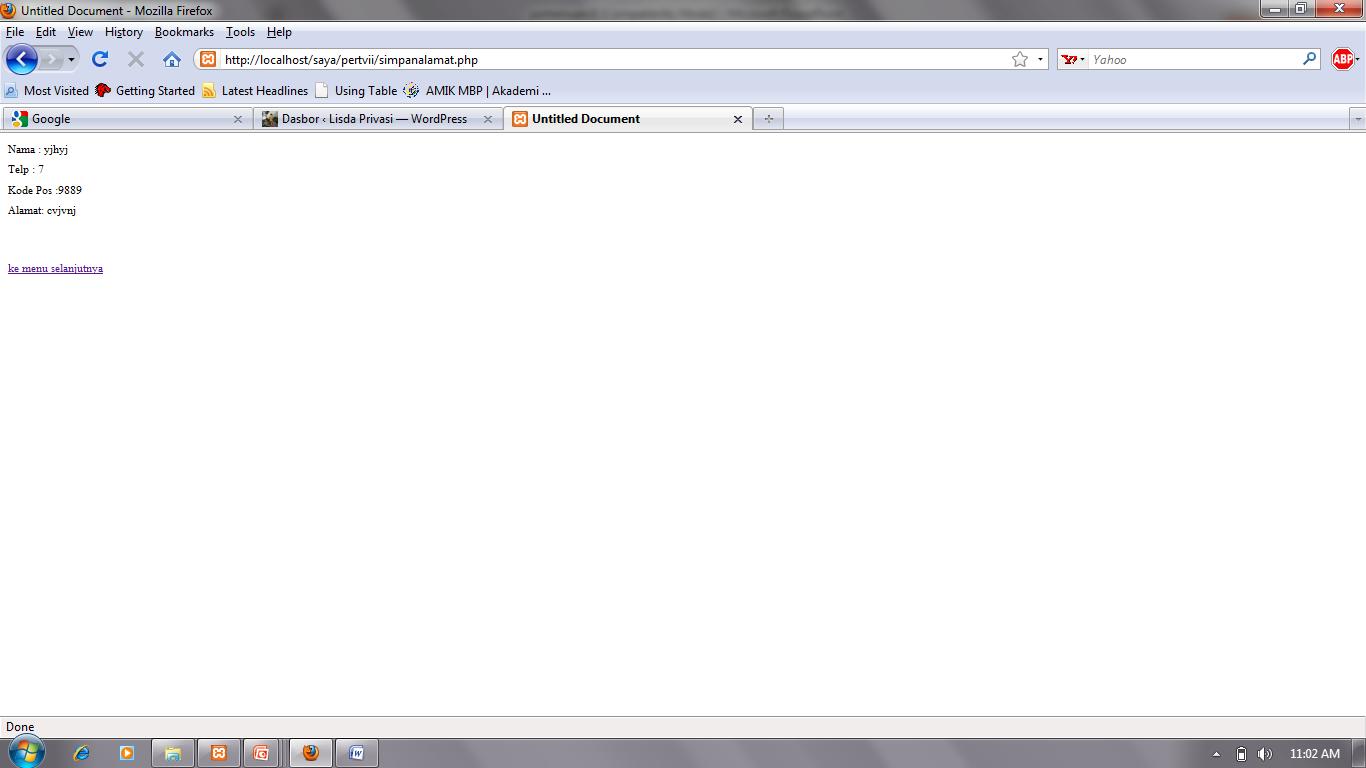 Untitled Document - Mozilla Firefox
File Edit View History Bookmarks Tools Help
http://localhost/saya/pertvii/simpanalamat.php Yahoo ABP
Most Visited Getting Started Latest Headlines Using Table AMIK MBP | Akademi ...
Google Dasbor ‹ Lisda Privasi — WordPress Untitled Document
Nama : yjhyj
Telp : 7
Kode Pos :9889
Alamat: cvjvnj
ke menu selanjutnya
Done
11:02 AM